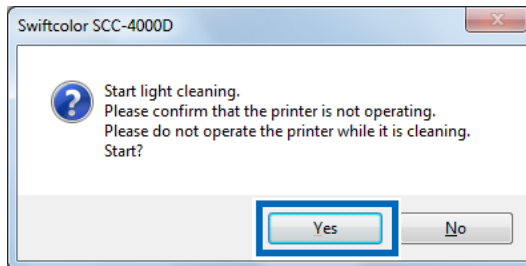 Swiftcolor SCC-4000D
Start light cleaning.
Please confirm that the printer is not operating.
Please do not operate the printer while it is cleaning.
Start?
Yes
No